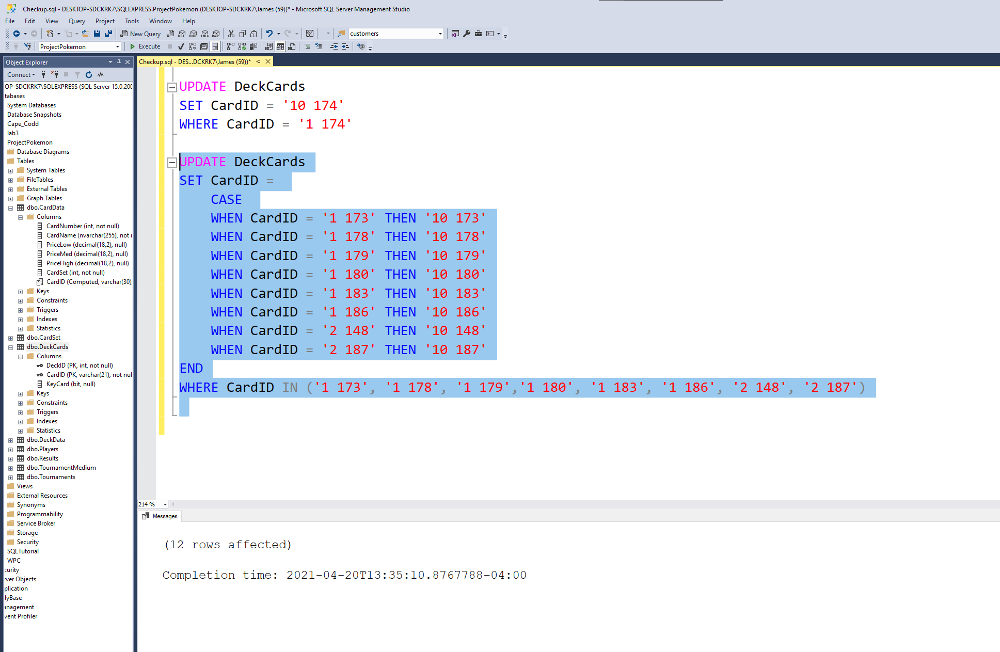 Checkup.sql - DESKTOP-SDCKRK7\SQLEXPRESS.ProjectPokemon (DESKTOP-SDCKRK7\James (59))* - Microsoft SQL Server Management Studio
File Edit View Query Project Tools Window Help
New Query MDX DMX XMLA DAX customers
ProjectPokemon Execute
Object Explorer
Connect
'OP-SDCKRK7\SQLEXPRESS (SQL Server 15.0.200
tabases
System Databases
Database Snapshots
Cape_Codd
lab3
ProjectPokemon
Database Diagrams
Tables
System Tables
FileTables
External Tables
Graph Tables
dbo.CardData
Columns
CardNumber (int, not null)
CardName (nvarchar(255), not r
PriceLow (decimal(18,2), null)
PriceMed (decimal(18,2), null)
PriceHigh (decimal(18,2), null)
CardSet (int, not null)
CardID (Computed, varchar(30),
Keys
Constraints
Triggers
Indexes
Statistics
dbo.CardSet
dbo.DeckCards
Columns
DeckID (PK, int, not null)
CardID (PK, varchar(21), not nul
KeyCard (bit, null)
Keys
Constraints
Triggers
Indexes
Statistics
dbo.DeckData
dbo.Players
dbo.Results
dbo.TournamentMedium
dbo.Tournaments
Views
External Resources
Synonyms
Programmability
Service Broker
Storage
Security
SQLTutorial
WPC
curity
rver Objects
plication
lyBase
anagement
vent Profiler
Checkup.sql - DES...DCKRK7\James (59))*
UPDATE DeckCards
SET CardID = '10 174'
WHERE CardID = '1 174'
UPDATE DeckCards
SET CardID =
CASE
WHEN CardID = '1 173' THEN '10 173'
WHEN CardID = '1 178' THEN '10 178'
WHEN CardID = '1 179' THEN '10 179'
WHEN CardID = '1 180' THEN '10 180'
WHEN CardID = '1 183' THEN '10 183'
WHEN CardID = '1 186' THEN '10 186'
WHEN CardID = '2 148' THEN '10 148'
WHEN CardID = '2 187' THEN '10 187'
END
WHERE CardID IN ('1 173', '1 178', '1 179','1 180', '1 183', '1 186', '2 148', '2 187')
214 %
Messages
(12 rows affected)
Completion time: 2021-04-20T13:35:10.8767788-04:00